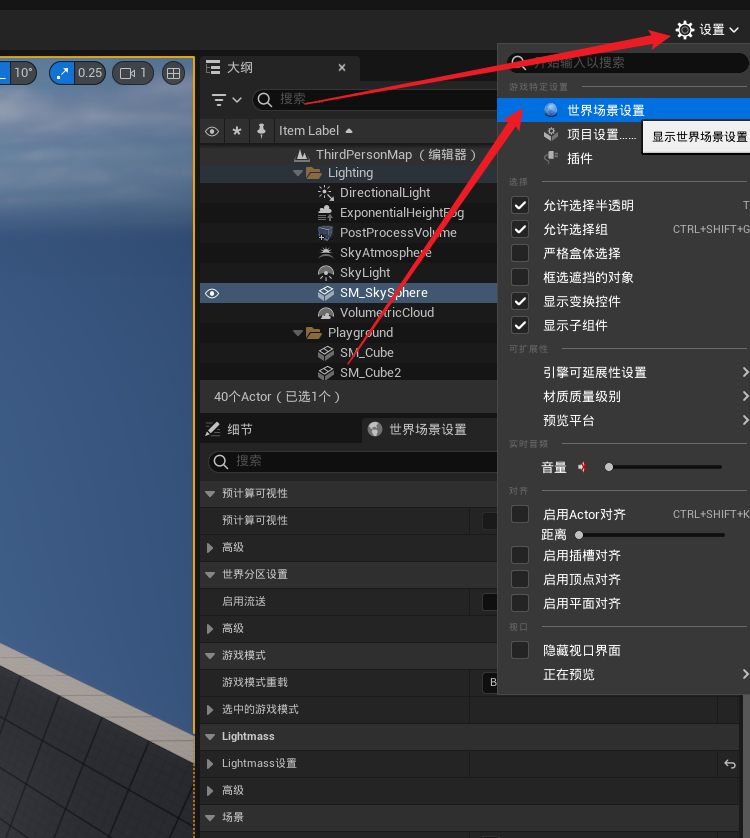 设置
10°
0.25
1
大纲
开始输入以搜索
搜索
游戏特定设置
世界场景设置
Item Label
项目设置......
显示世界场景设置
ThirdPersonMap（编辑器）
插件
Lighting
选择
DirectionalLight
允许选择半透明
T
ExponentialHeightFog
允许选择组
CTRL+SHIFT+G
PostProcessVolume
严格盒体选择
SkyAtmosphere
框选遮挡的对象
SkyLight
SM_SkySphere
显示变换控件
VolumetricCloud
显示子组件
Playground
可扩展性
SM_Cube
引擎可延展性设置
SM_Cube2
材质质量级别
40个Actor（已选1个）
预览平台
细节
世界场景设置
实时音频
搜索
音量
预计算可视性
对齐
预计算可视性
启用Actor对齐
CTRL+SHIFT+K
距离
高级
启用插槽对齐
世界分区设置
启用顶点对齐
启用流送
启用平面对齐
高级
视口
游戏模式
隐藏视口界面
正在预览
游戏模式重载
B
选中的游戏模式
Lightmass
Lightmass设置
高级
场景